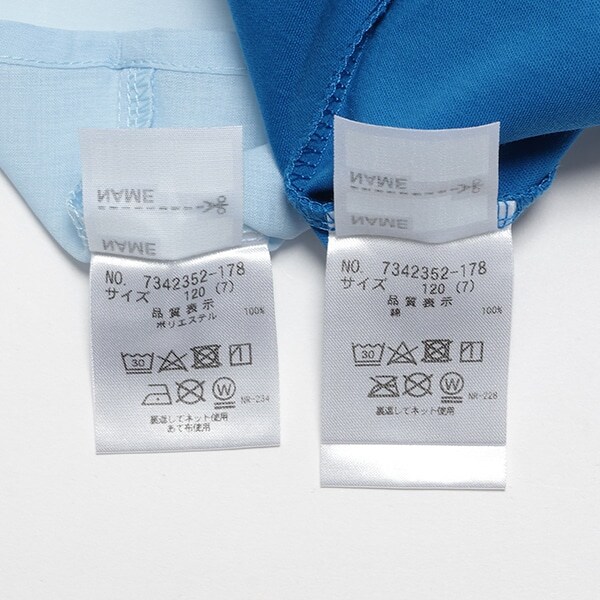 NAME
NAME
NO. 7342352-178
サイズ 120 (7)
品質表示
ポリエステル 100%
30
W NR-234
裏返してネット使用
あて布使用
NAME
NAME
NO. 7342352-178
サイズ 120 (7)
品質表示
綿 100%
30
W NR-228
裏返してネット使用